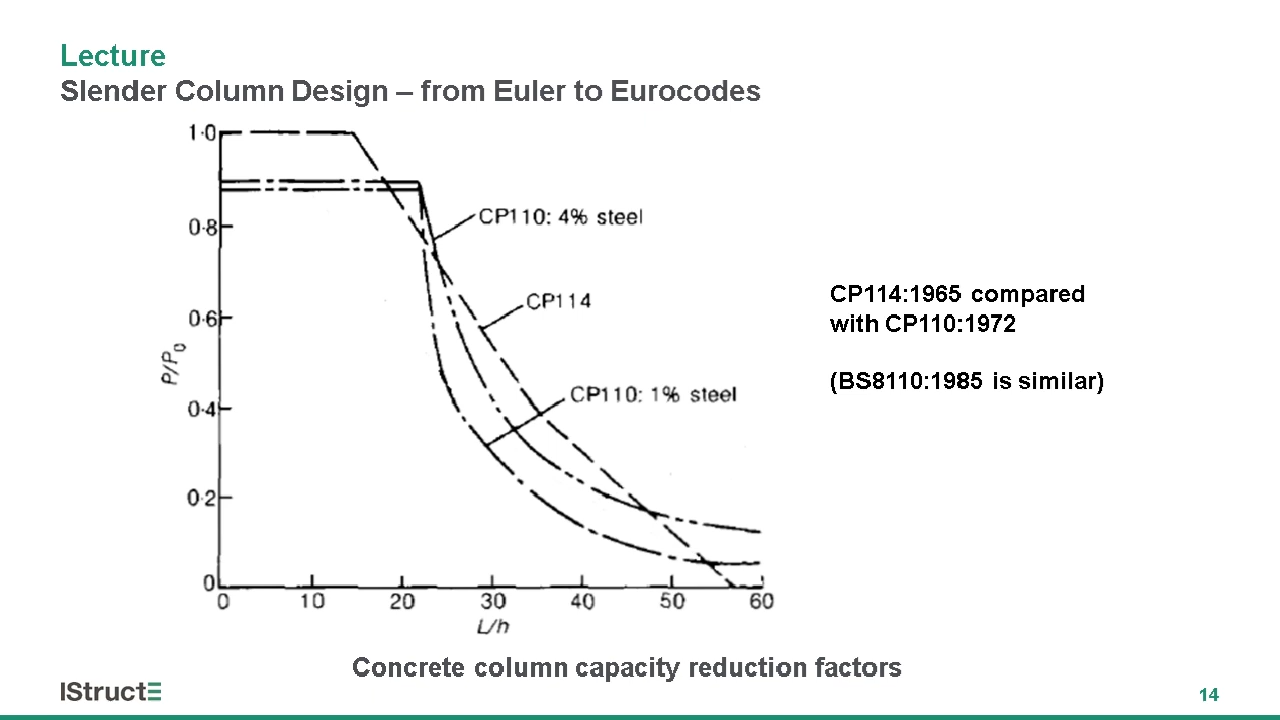 Lecture
Slender Column Design – from Euler to Eurocodes
1·0
0·8
0·6
0·4
0·2
0
P/P₀
CP110: 4% steel
CP114
CP110: 1% steel
0 10 20 30 40 50 60
L/h
CP114:1965 compared
with CP110:1972
(BS8110:1985 is similar)
Concrete column capacity reduction factors
IStructE
14